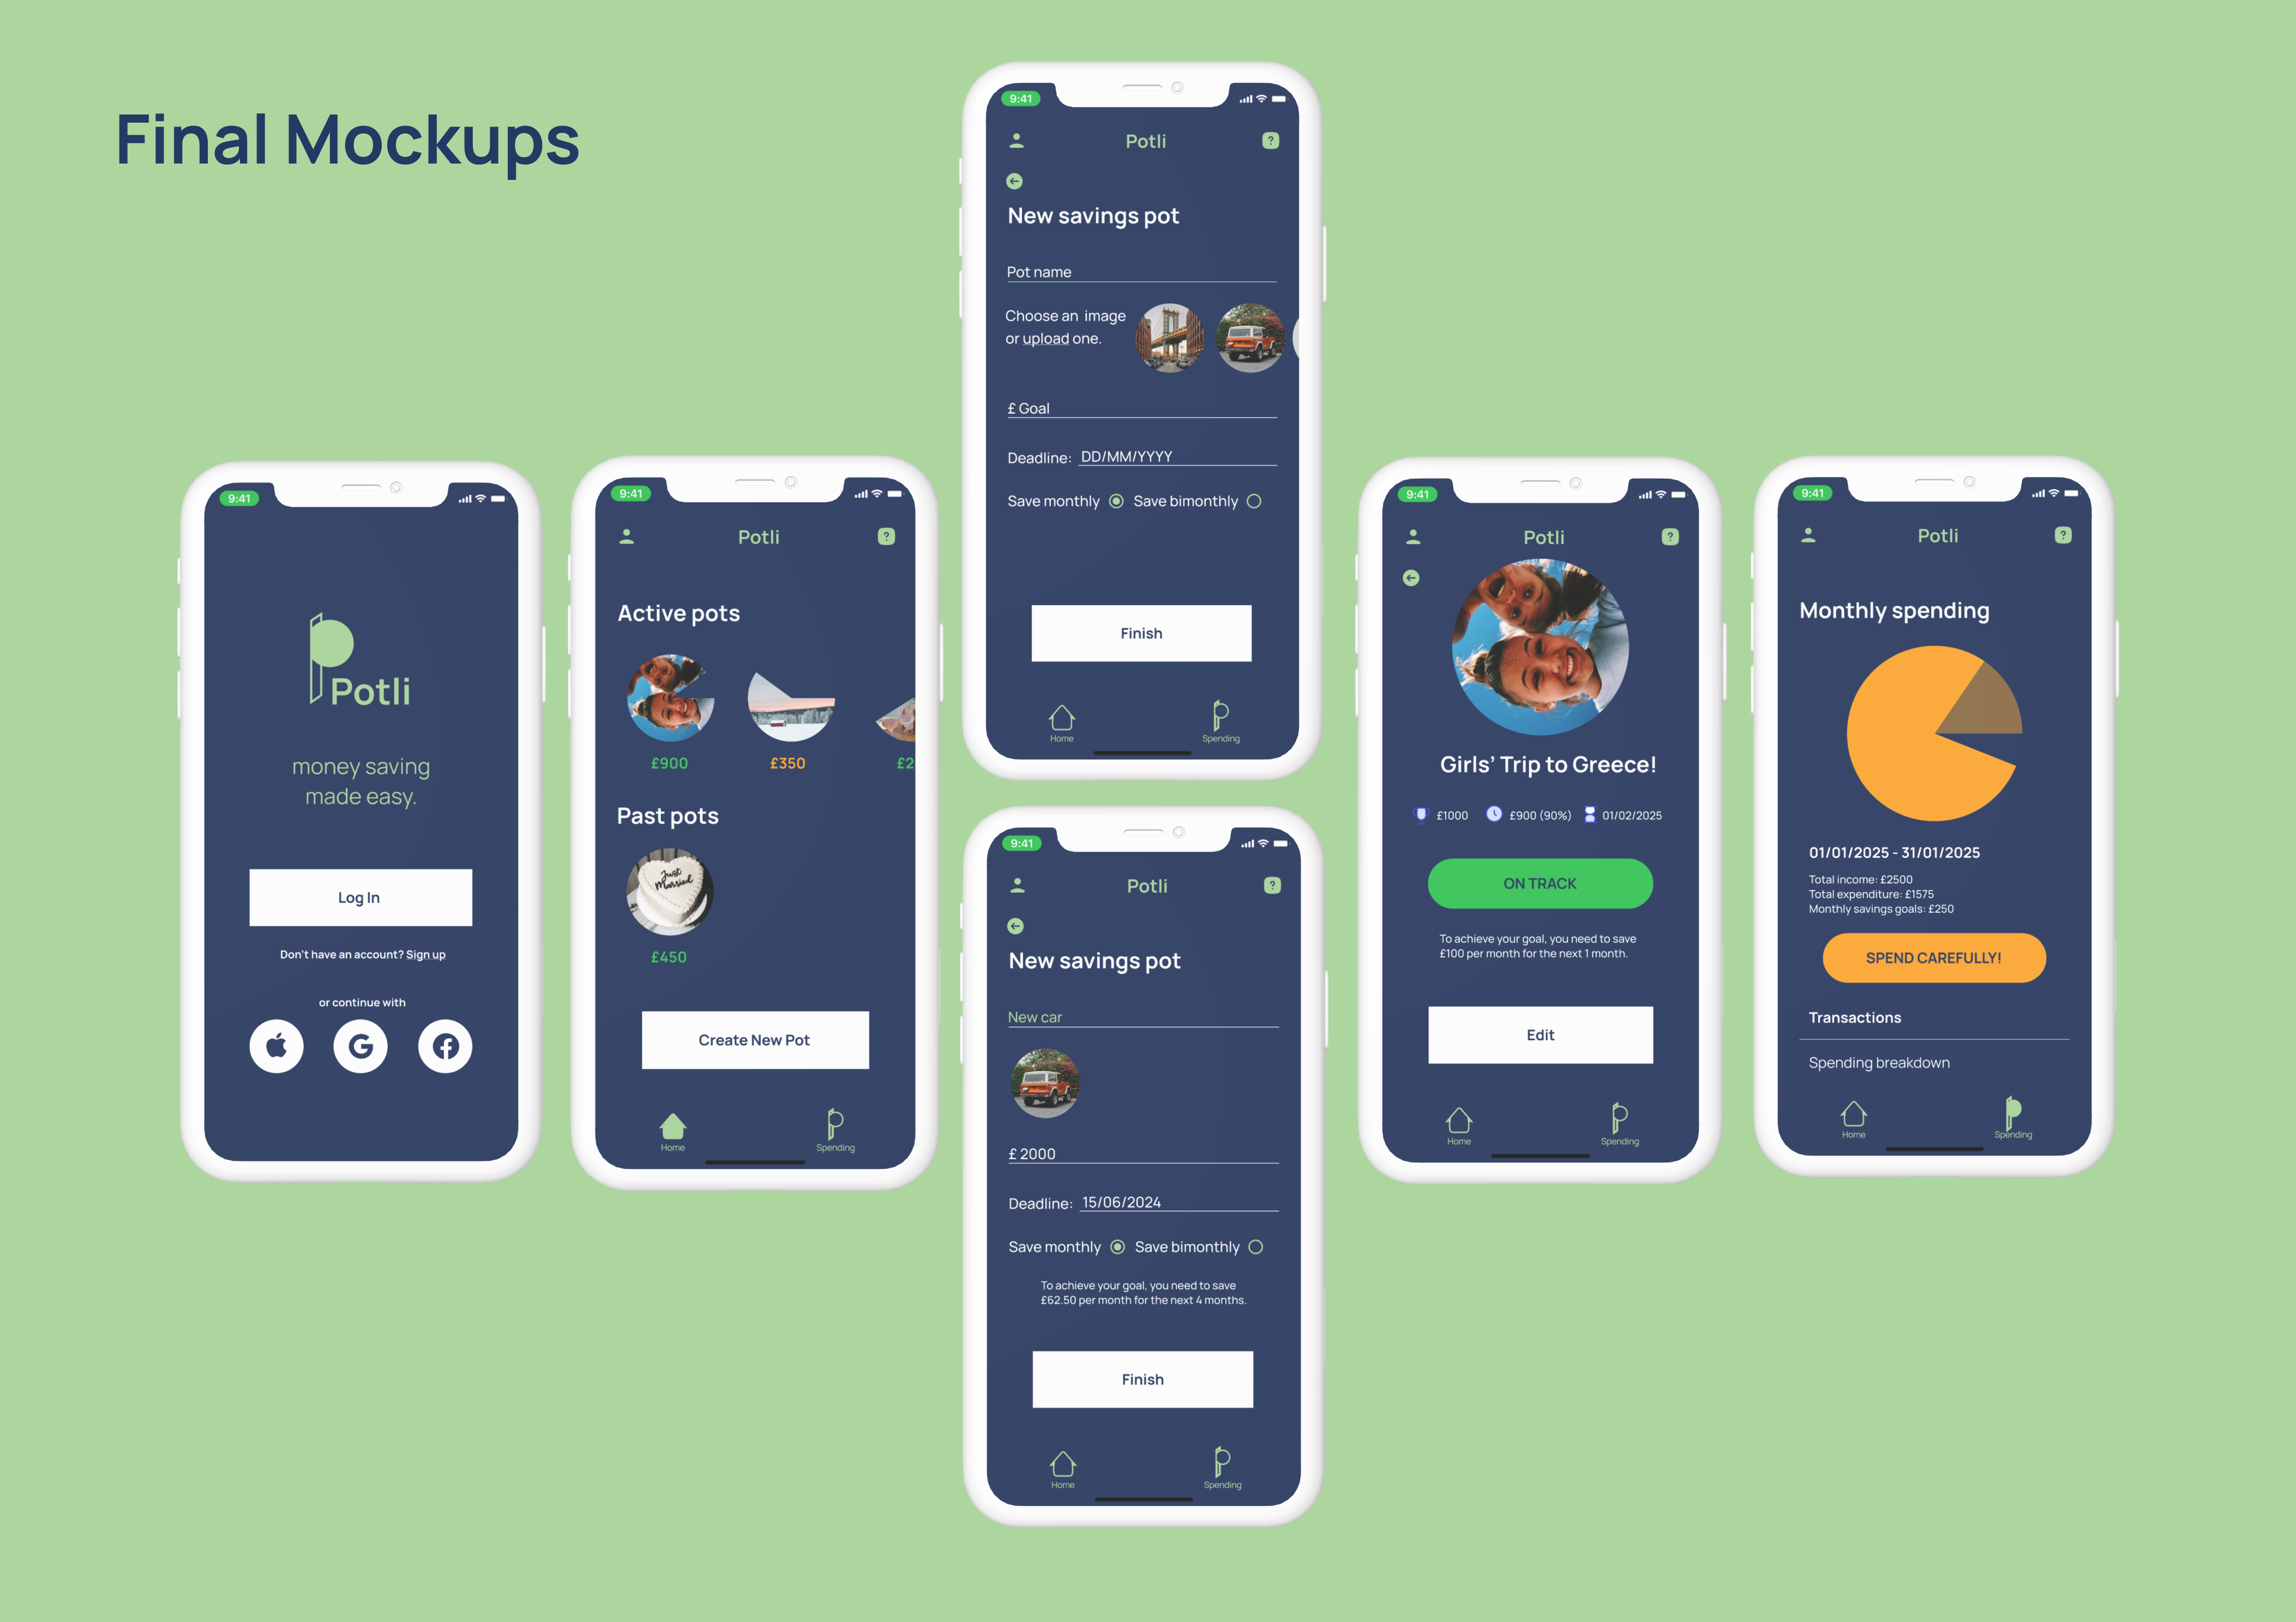 Final Mockups
9:41
Potli
money saving
made easy.
Log In
Don't have an account? Sign up
or continue with
9:41
Potli
?
Active pots
£900
£350
£2
Past pots
Just
Married
£450
Create New Pot
Home
Spending
9:41
Potli
?
New savings pot
Pot name
Choose an image
or upload one.
£ Goal
Deadline: DD/MM/YYYY
Save monthly Save bimonthly
Finish
Home
Spending
9:41
Potli
?
New savings pot
New car
£ 2000
Deadline: 15/06/2024
Save monthly Save bimonthly
To achieve your goal, you need to save
£62.50 per month for the next 4 months.
Finish
Home
Spending
9:41
Potli
?
Girls' Trip to Greece!
£1000 £900 (90%) 01/02/2025
ON TRACK
To achieve your goal, you need to save
£100 per month for the next 1 month.
Edit
Home
Spending
9:41
Potli
?
Monthly spending
01/01/2025 - 31/01/2025
Total income: £2500
Total expenditure: £1575
Monthly savings goals: £250
SPEND CAREFULLY!
Transactions
Spending breakdown
Home
Spending